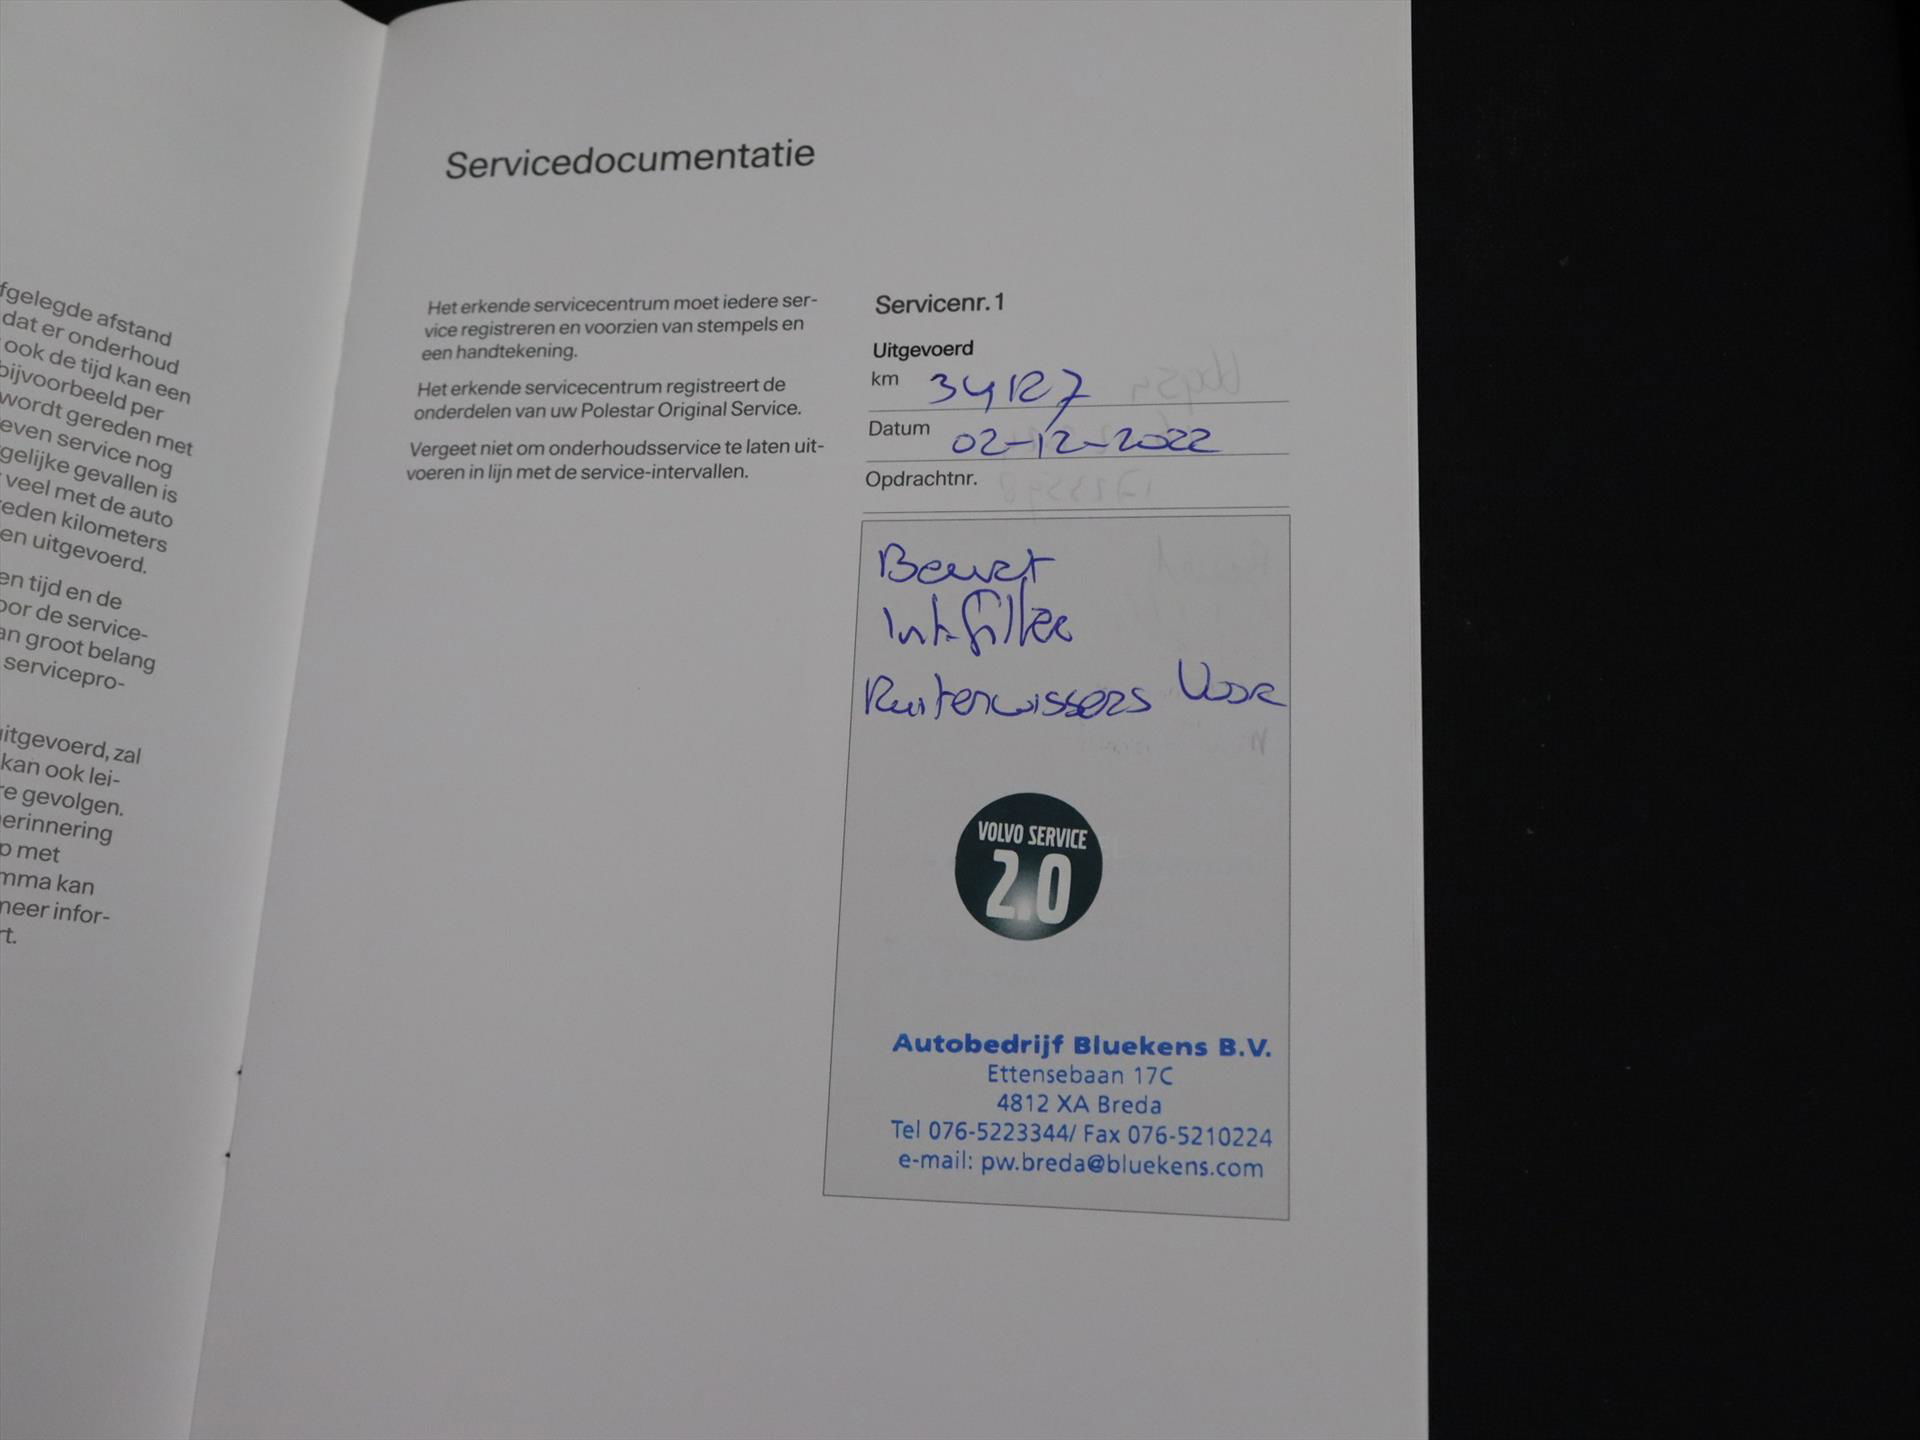 fgelegde afstand
dat er onderhoud
ook de tijd kan een
bijvoorbeeld per
wordt gereden met
even service nog
gelijke gevallen is
veel met de auto
eden kilometers
en uitgevoerd.
en tijd en de
oor de service-
an groot belang
servicepro-
itgevoerd, zal
kan ook lei-
re gevolgen.
erinnering
p met
mma kan
meer infor-
rt.
Servicedocumentatie
Het erkende servicecentrum moet iedere ser-
vice registreren en voorzien van stempels en
een handtekening.
Het erkende servicecentrum registreert de
onderdelen van uw Polestar Original Service.
Vergeet niet om onderhoudsservice te laten uit-
voeren in lijn met de service-intervallen.
Servicenr. 1
Uitgevoerd
km 34127
Datum 02-12-2022
Opdrachtnr.
Beurt
Int. filter
Ruitenwissers Voor
VOLVO SERVICE
2.0
Autobedrijf Bluekens B.V.
Ettensebaan 17C
4812 XA Breda
Tel 076-5223344/ Fax 076-5210224
e-mail: pw.breda@bluekens.com